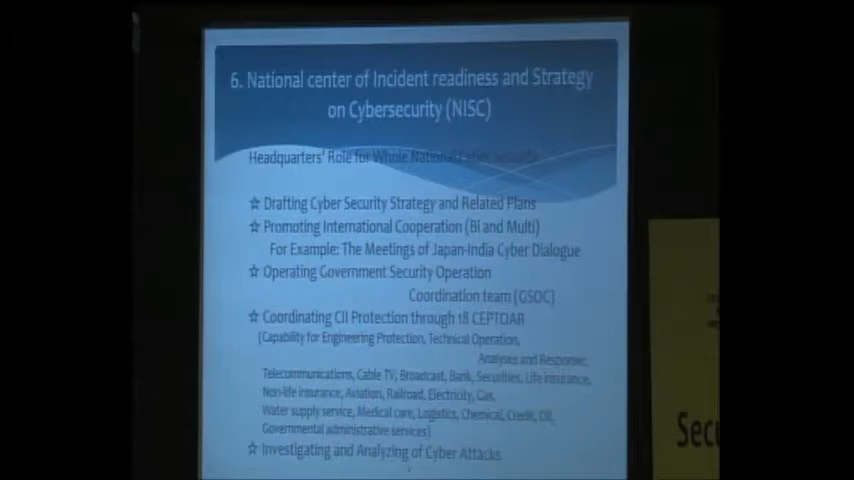 6. National center of Incident readiness and Strategy
on Cybersecurity (NISC)
Headquarters' Role for Whole National Cyber Security
☆ Drafting Cyber Security Strategy and Related Plans
☆ Promoting International Cooperation (Bi and Multi)
For Example: The Meetings of Japan-India Cyber Dialogue
☆ Operating Government Security Operation
Coordination team (GSOC)
☆ Coordinating CII Protection through 18 CEPTOAR
(Capability for Engineering Protection, Technical Operation,
Analyses and Response:
Telecommunications, Cable TV, Broadcast, Bank, Securities, Life insurance,
Non-life insurance, Aviation, Railroad, Electricity, Gas,
Water supply service, Medical care, Logistics, Chemical, Credit, Oil,
Governmental administrative services)
☆ Investigating and Analyzing of Cyber Attacks
Secu